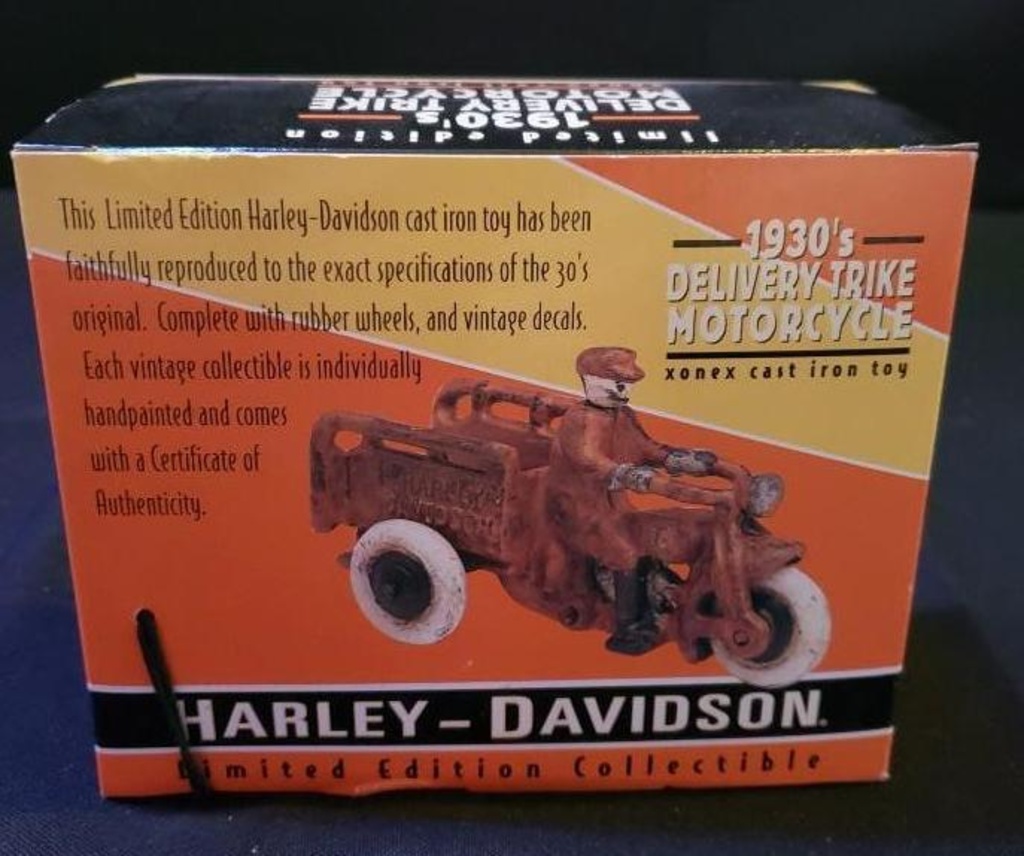 limited edition
1930's
DELIVERY TRIKE
MOTORCYCLE
This Limited Edition Harley-Davidson cast iron toy has been
faithfully reproduced to the exact specifications of the 30's
original. Complete with rubber wheels, and vintage decals.
Each vintage collectible is individually
handpainted and comes
with a Certificate of
Authenticity.
1930's
DELIVERY TRIKE
MOTORCYCLE
xonex cast iron toy
HARLEY-DAVIDSON
HARLEY–DAVIDSON.
Limited Edition Collectible